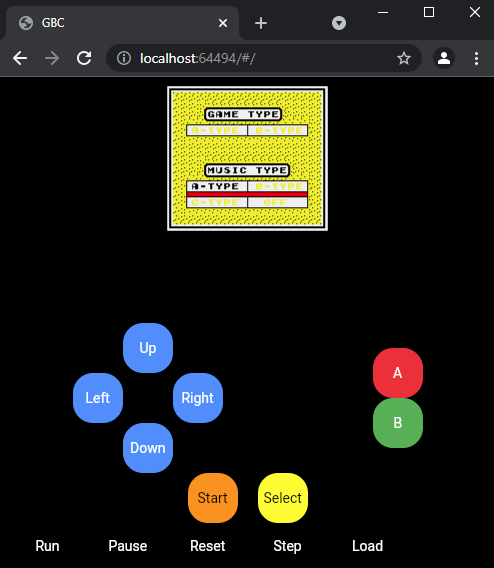 GBC
localhost:64494/#/
GAME TYPE
A-TYPE B-TYPE
MUSIC TYPE
A-TYPE B-TYPE
C-TYPE OFF
Up
Left Right
Down
A
B
Start Select
Run Pause Reset Step Load